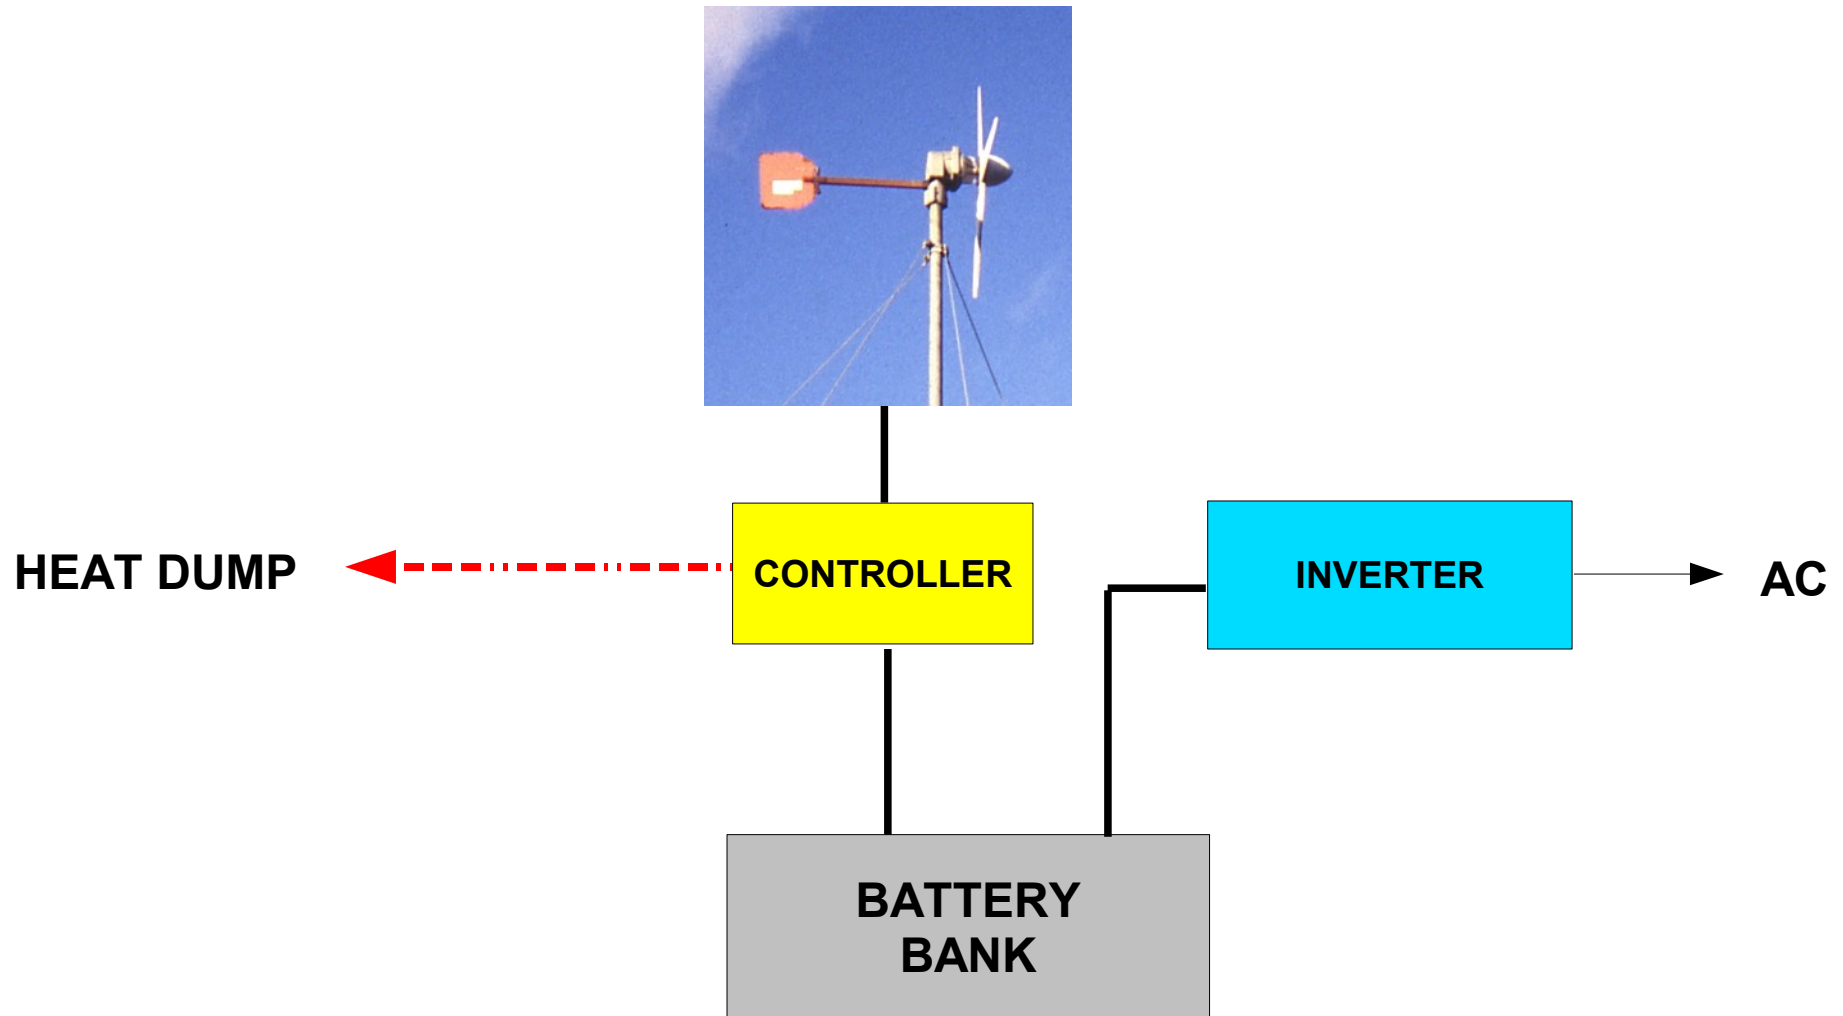 HEAT DUMP
CONTROLLER
INVERTER
AC
BATTERY
BANK